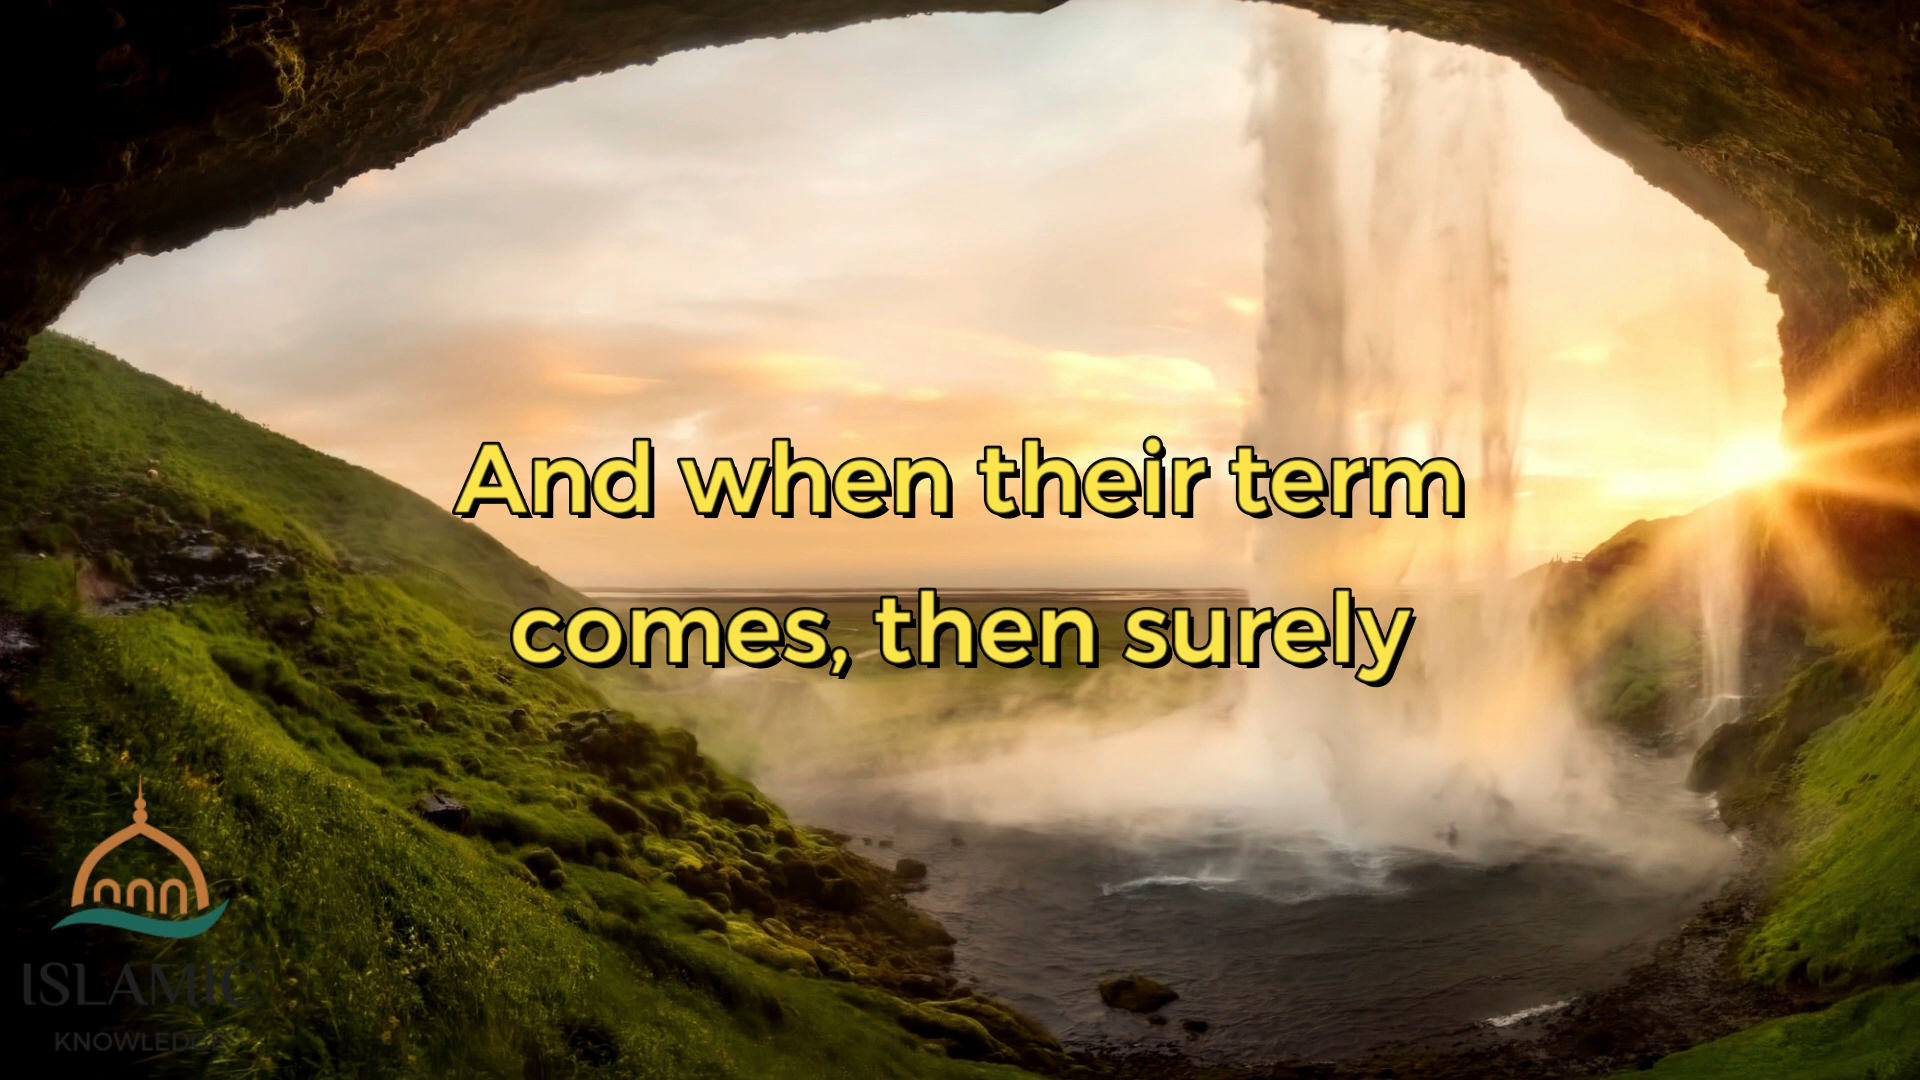 And when their term
comes, then surely
ISLAMIC
KNOWLEDGE